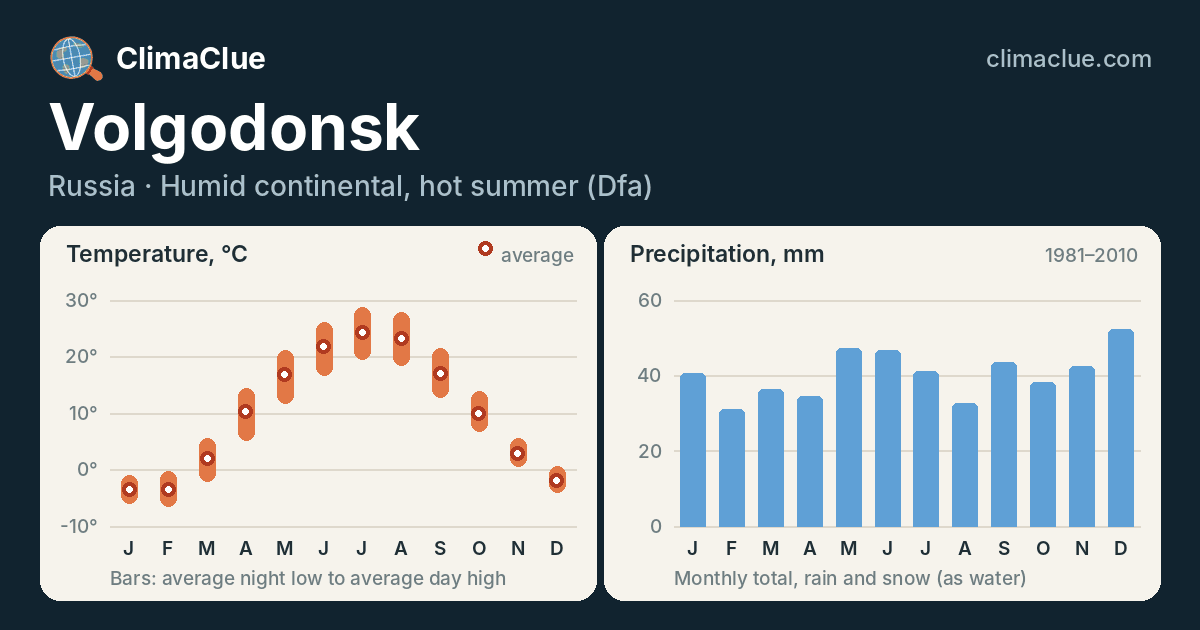 ClimaClue
climaclue.com
Volgodonsk
Russia · Humid continental, hot summer (Dfa)
Temperature, °C
average
30°
20°
10°
0°
-10°
J F M A M J J A S O N D
Bars: average night low to average day high
Precipitation, mm
1981–2010
60
40
20
0
J F M A M J J A S O N D
Monthly total, rain and snow (as water)